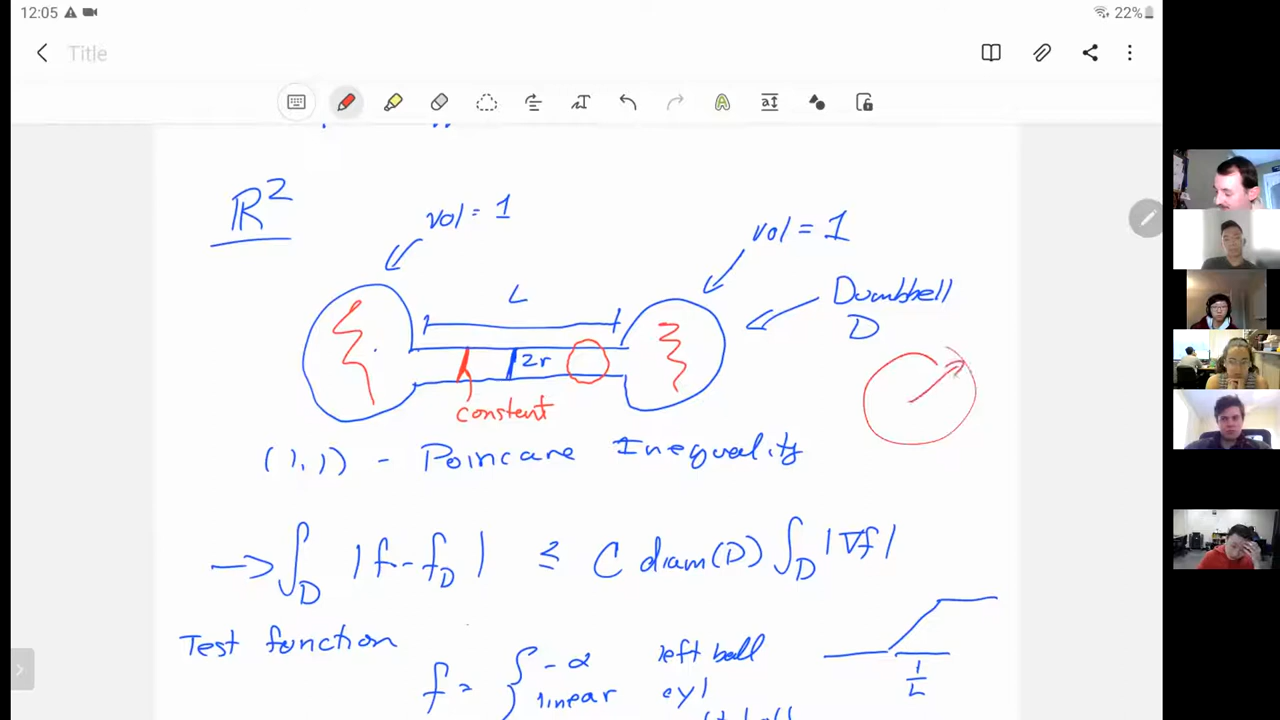 12:05
22%
Title
ℝ²
vol = 1
vol = 1
L
Dumbbell
D
2r
constant
(1,1) - Poincare Inequality
→ ∫_D |f - f_D| ≤ C diam(D) ∫_D |∇f|
Test function
f = { -α left ball
linear cyl
1/L